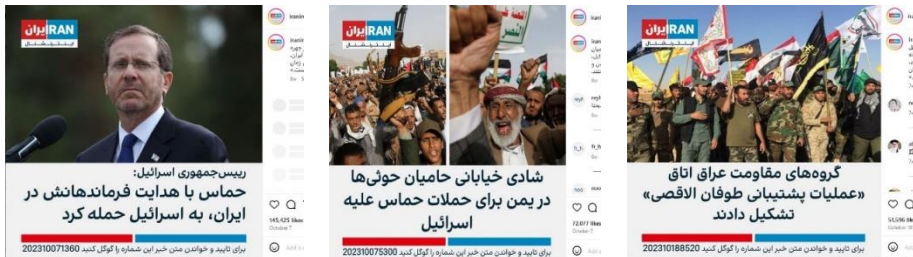 ایران IRAN
اینترنشنال
رییس‌جمهوری اسرائیل:
حماس با هدایت فرماندهانش در
ایران، به اسرائیل حمله کرد
برای تایید و خواندن متن خبر این شماره را گوگل کنید 202310071360
145,425 likes
October 7
ایران IRAN
اینترنشنال
شادی خیابانی حامیان حوثی‌ها
در یمن برای حملات حماس علیه
اسرائیل
برای تایید و خواندن متن خبر این شماره را گوگل کنید 202310075300
72,077 likes
October 7
ایران IRAN
اینترنشنال
گروه‌های مقاومت عراق اتاق
«عملیات پشتیبانی طوفان الاقصی»
تشکیل دادند
برای تایید و خواندن متن خبر این شماره را گوگل کنید 202310188520
51,596 likes
October 18